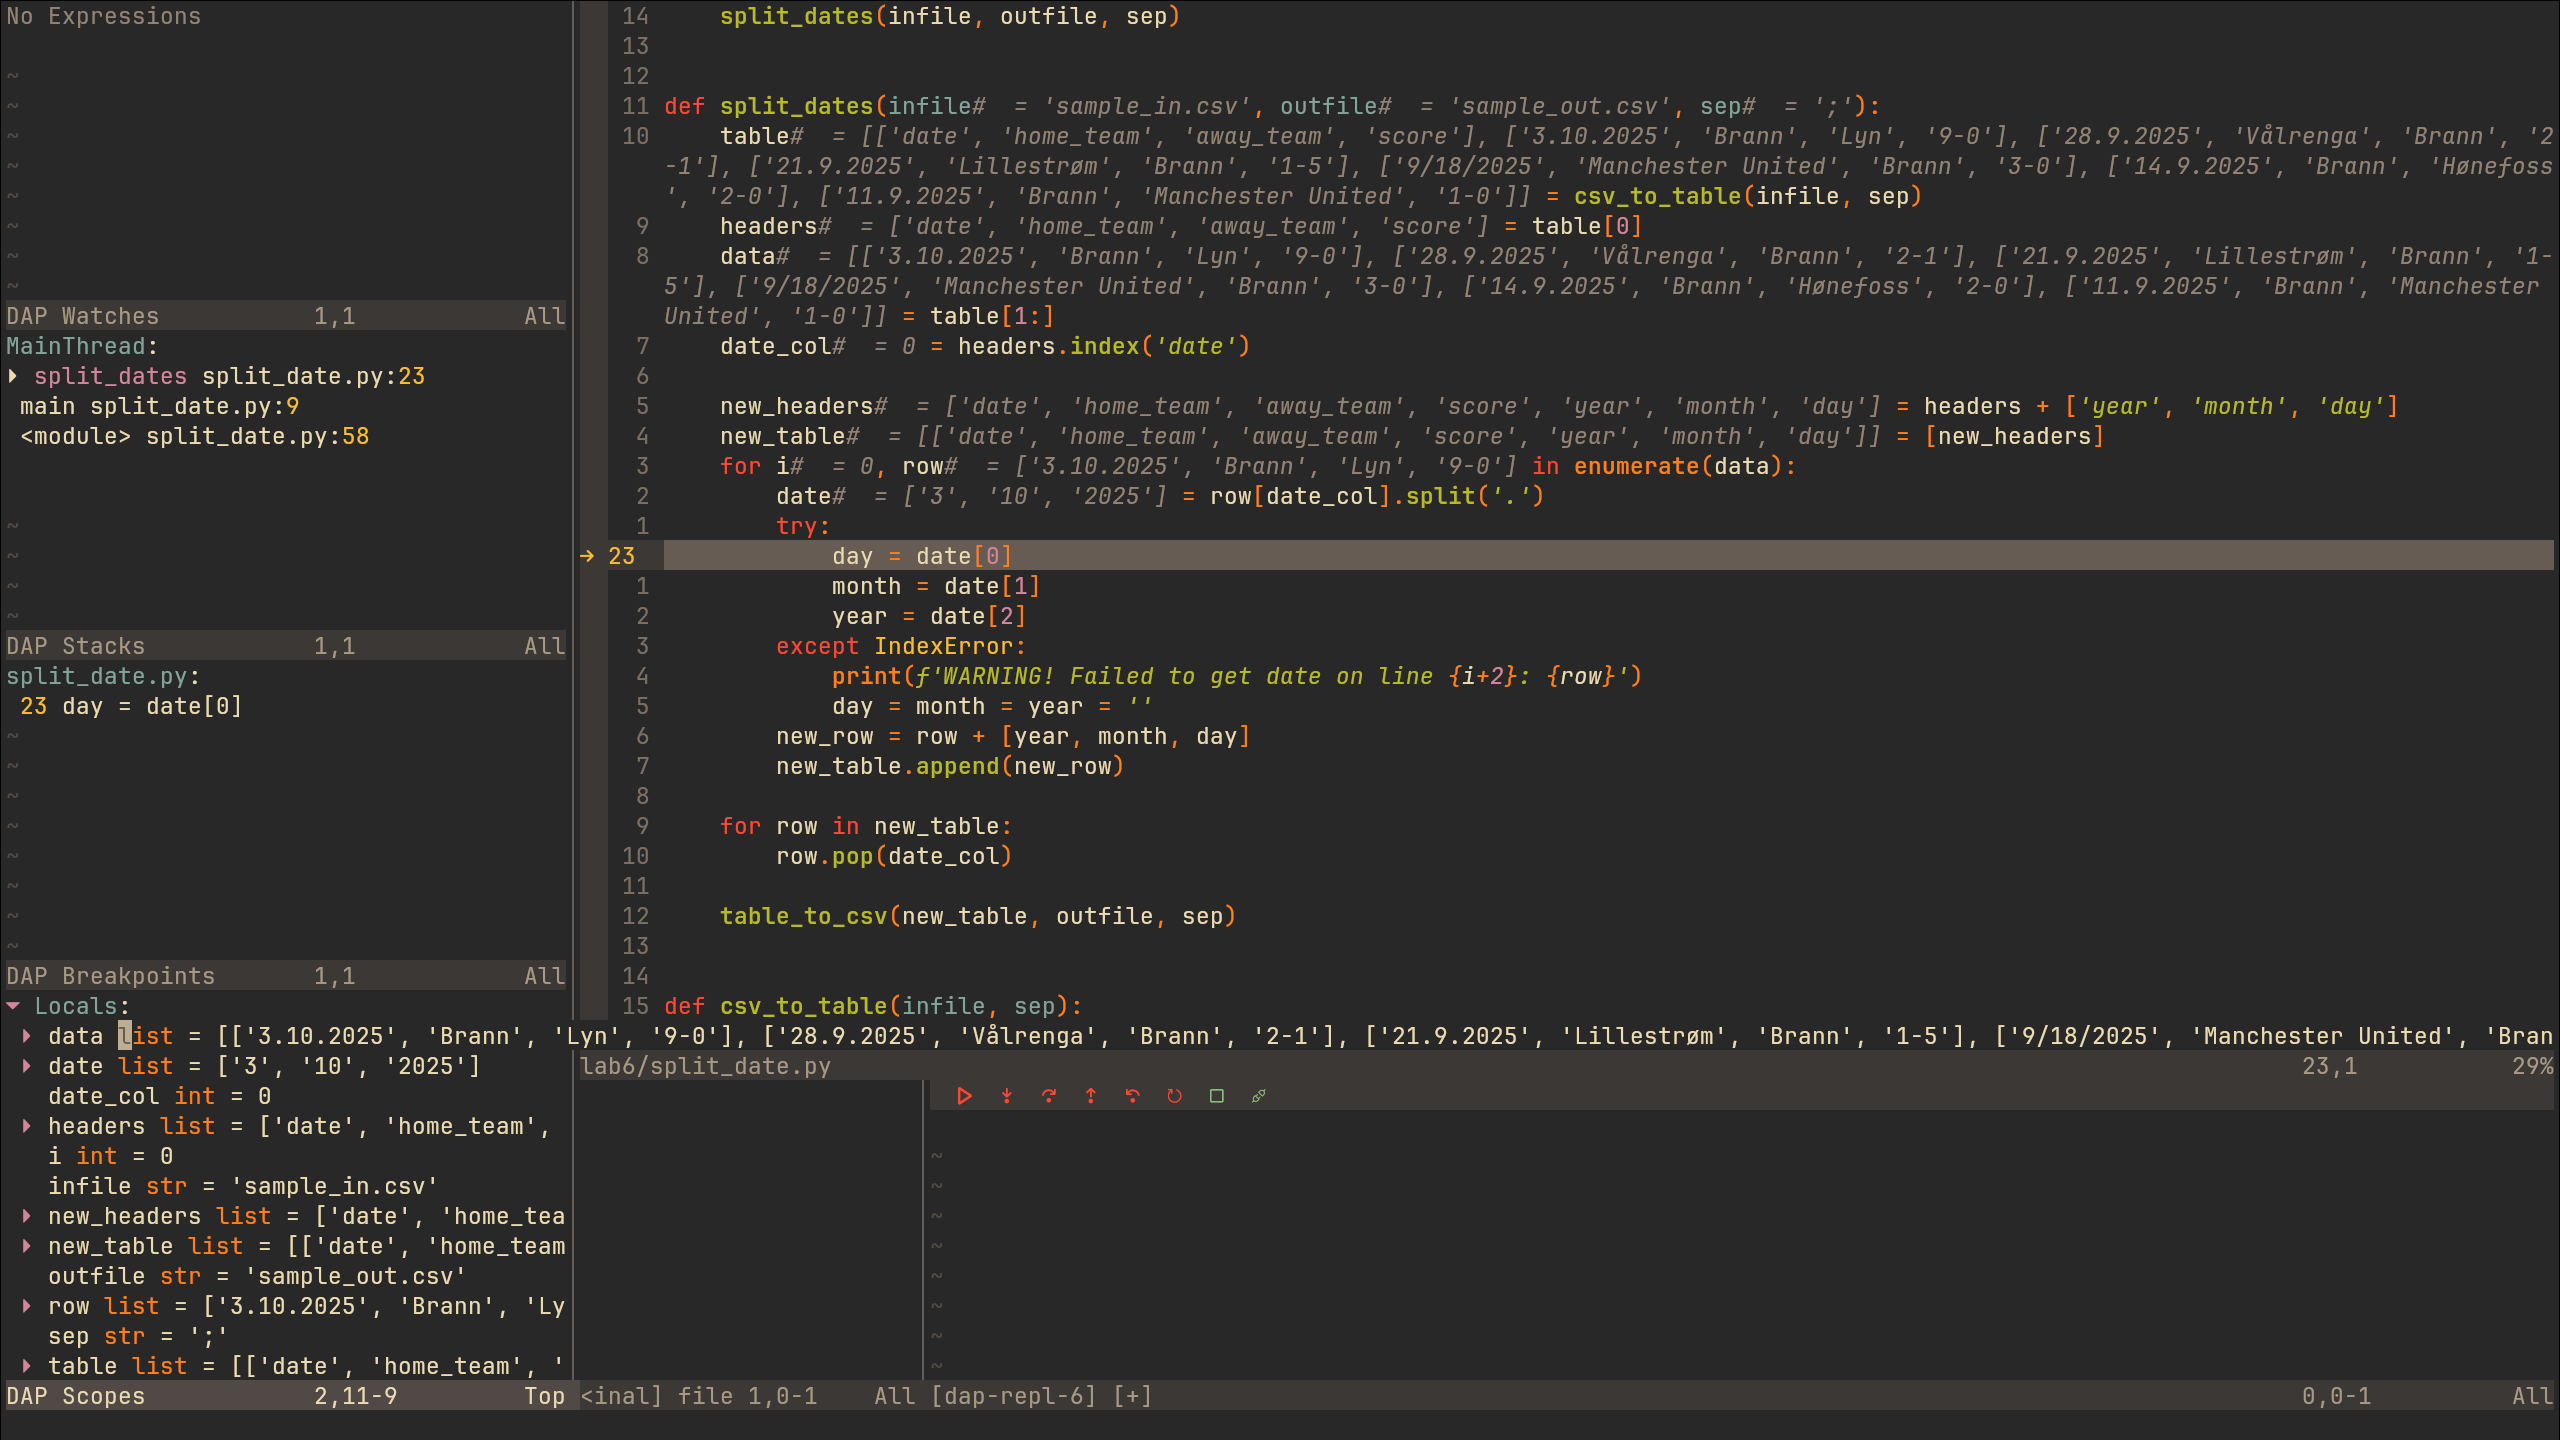 No Expressions
~
~
~
~
~
~
~
~
DAP Watches 1,1 All
MainThread:
split_dates split_date.py:23
main split_date.py:9
<module> split_date.py:58
~
~
~
~
DAP Stacks 1,1 All
split_date.py:
23 day = date[0]
~
~
~
~
~
~
~
~
DAP Breakpoints 1,1 All
Locals:
data list = [['3.10.2025', 'Brann', 'Lyn', '9-0'], ['28.9.2025', 'Vålrenga', 'Brann', '2-1'], ['21.9.2025', 'Lillestrøm', 'Brann', '1-5'], ['9/18/2025', 'Manchester United', 'Bran
date list = ['3', '10', '2025']
date_col int = 0
headers list = ['date', 'home_team',
i int = 0
infile str = 'sample_in.csv'
new_headers list = ['date', 'home_tea
new_table list = [['date', 'home_team
outfile str = 'sample_out.csv'
row list = ['3.10.2025', 'Brann', 'Ly
sep str = ';'
table list = [['date', 'home_team', '
DAP Scopes 2,11-9 Top
14 split_dates(infile, outfile, sep)
13
12
11 def split_dates(infile#  = 'sample_in.csv', outfile#  = 'sample_out.csv', sep#  = ';'):
10 table#  = [['date', 'home_team', 'away_team', 'score'], ['3.10.2025', 'Brann', 'Lyn', '9-0'], ['28.9.2025', 'Vålrenga', 'Brann', '2
-1'], ['21.9.2025', 'Lillestrøm', 'Brann', '1-5'], ['9/18/2025', 'Manchester United', 'Brann', '3-0'], ['14.9.2025', 'Brann', 'Hønefoss
', '2-0'], ['11.9.2025', 'Brann', 'Manchester United', '1-0']] = csv_to_table(infile, sep)
9 headers#  = ['date', 'home_team', 'away_team', 'score'] = table[0]
8 data#  = [['3.10.2025', 'Brann', 'Lyn', '9-0'], ['28.9.2025', 'Vålrenga', 'Brann', '2-1'], ['21.9.2025', 'Lillestrøm', 'Brann', '1-
5'], ['9/18/2025', 'Manchester United', 'Brann', '3-0'], ['14.9.2025', 'Brann', 'Hønefoss', '2-0'], ['11.9.2025', 'Brann', 'Manchester
United', '1-0']] = table[1:]
7 date_col#  = 0 = headers.index('date')
6
5 new_headers#  = ['date', 'home_team', 'away_team', 'score', 'year', 'month', 'day'] = headers + ['year', 'month', 'day']
4 new_table#  = [['date', 'home_team', 'away_team', 'score', 'year', 'month', 'day']] = [new_headers]
3 for i#  = 0, row#  = ['3.10.2025', 'Brann', 'Lyn', '9-0'] in enumerate(data):
2 date#  = ['3', '10', '2025'] = row[date_col].split('.')
1 try:
→ 23 day = date[0]
1 month = date[1]
2 year = date[2]
3 except IndexError:
4 print(f'WARNING! Failed to get date on line {i+2}: {row}')
5 day = month = year = ''
6 new_row = row + [year, month, day]
7 new_table.append(new_row)
8
9 for row in new_table:
10 row.pop(date_col)
11
12 table_to_csv(new_table, outfile, sep)
13
14
15 def csv_to_table(infile, sep):
lab6/split_date.py 23,1 29%
~
~
~
~
~
~
~
~
<inal] file 1,0-1 All [dap-repl-6] [+] 0,0-1 All